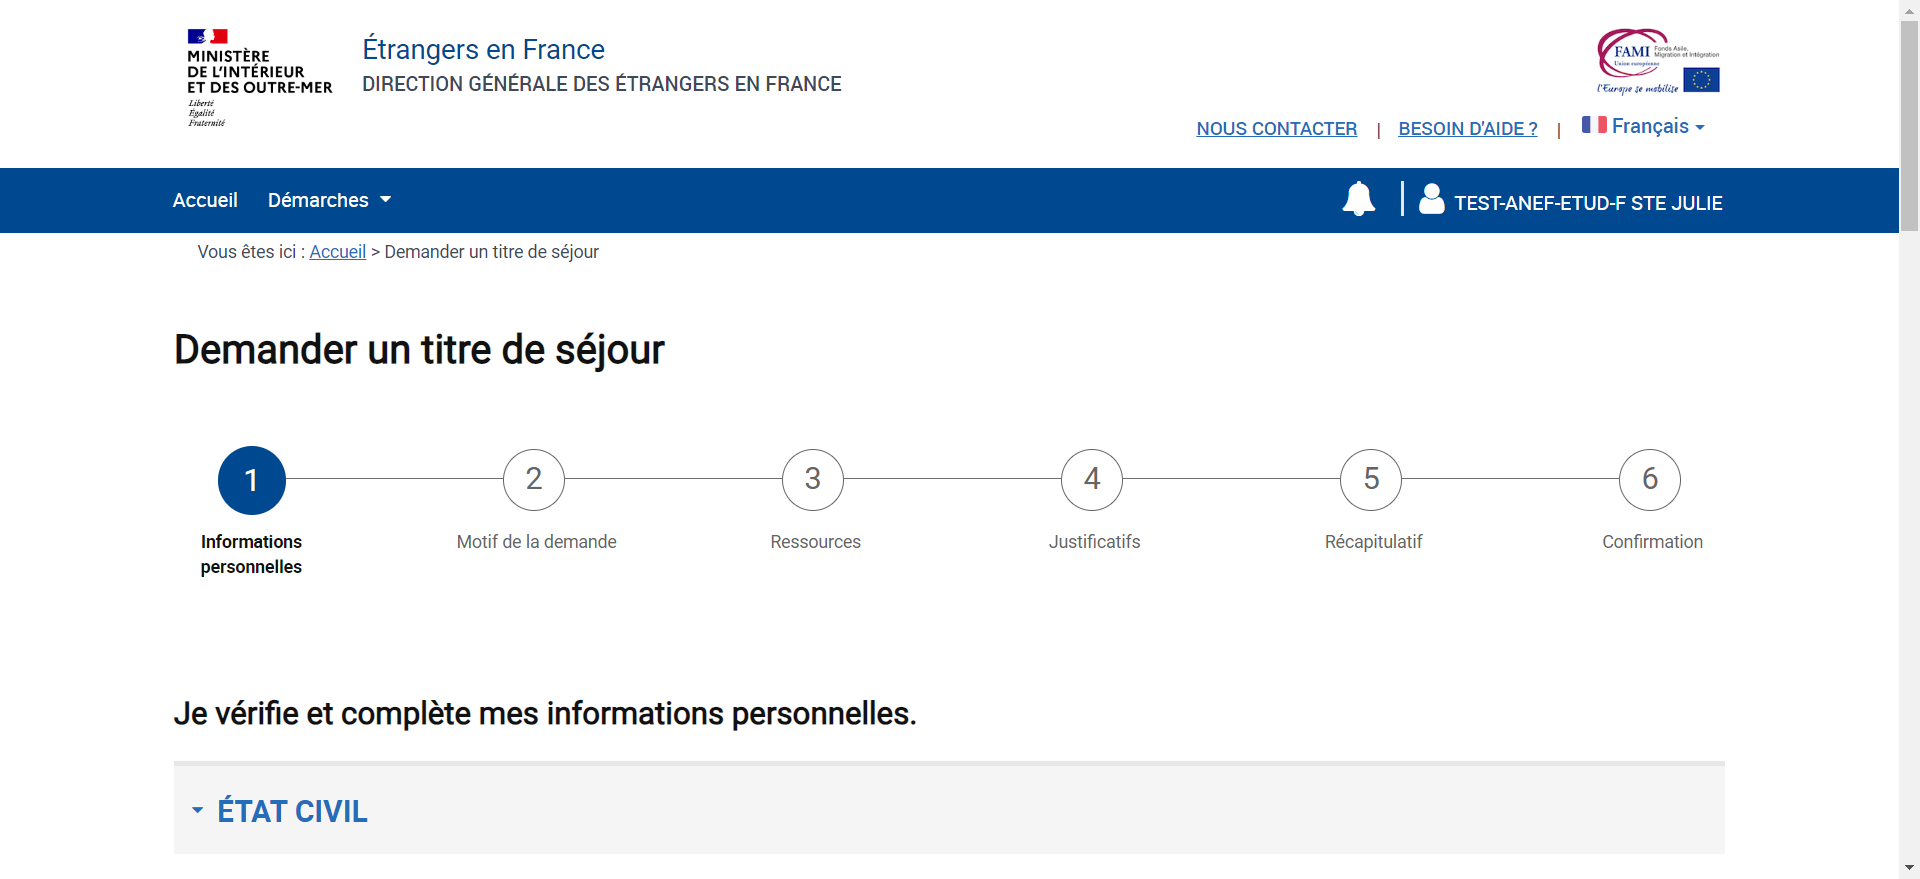 MINISTÈRE
DE L'INTÉRIEUR
ET DES OUTRE-MER
Liberté
Égalité
Fraternité
Étrangers en France
DIRECTION GÉNÉRALE DES ÉTRANGERS EN FRANCE
FAMI Fonds Asile,
Migration et Intégration
Union européenne
l'Europe se mobilise
NOUS CONTACTER | BESOIN D'AIDE ? | Français
Accueil Démarches
TEST-ANEF-ETUD-F STE JULIE
Vous êtes ici : Accueil > Demander un titre de séjour
Demander un titre de séjour
1 2 3 4 5 6
Informations
personnelles
Motif de la demande
Ressources
Justificatifs
Récapitulatif
Confirmation
Je vérifie et complète mes informations personnelles.
ÉTAT CIVIL